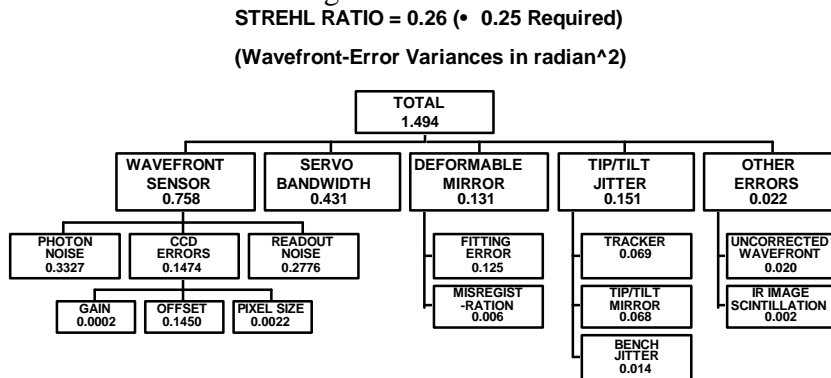 STREHL RATIO = 0.26 (• 0.25 Required)
(Wavefront-Error Variances in radian^2)
TOTAL
1.494
WAVEFRONT
SENSOR
0.758
SERVO
BANDWIDTH
0.431
DEFORMABLE
MIRROR
0.131
TIP/TILT
JITTER
0.151
OTHER
ERRORS
0.022
PHOTON
NOISE
0.3327
CCD
ERRORS
0.1474
READOUT
NOISE
0.2776
FITTING
ERROR
0.125
TRACKER
0.069
UNCORRECTED
WAVEFRONT
0.020
GAIN
0.0002
OFFSET
0.1450
PIXEL SIZE
0.0022
MISREGIST
-RATION
0.006
TIP/TILT
MIRROR
0.068
IR IMAGE
SCINTILLATION
0.002
BENCH
JITTER
0.014